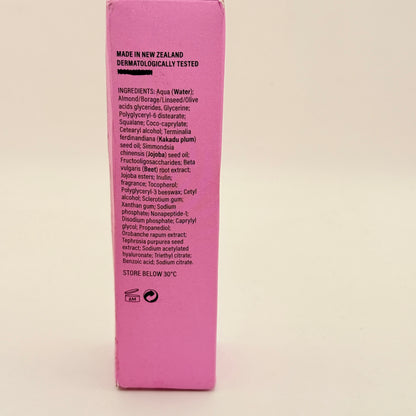 MADE IN NEW ZEALAND
DERMATOLOGICALLY TESTED
INGREDIENTS: Aqua (Water);
Almond/Borage/Linseed/Olive
acids glycerides, Glycerine;
Polyglyceryl-6 distearate;
Squalane; Coco-caprylate;
Cetearyl alcohol; Terminalia
ferdinandiana (Kakadu plum)
seed oil; Simmondsia
chinensis (Jojoba) seed oil;
Fructooligosaccharides; Beta
vulgaris (Beet) root extract;
Jojoba esters; Inulin;
fragrance; Tocopherol;
Polyglyceryl-3 beeswax; Cetyl
alcohol; Sclerotium gum;
Xanthan gum; Sodium
phosphate; Nonapeptide-1;
Disodium phosphate; Caprylyl
glycol; Propanediol;
Orobanche rapum extract;
Tephrosia purpurea seed
extract; Sodium acetylated
hyaluronate; Triethyl citrate;
Benzoic acid; Sodium citrate.
STORE BELOW 30°C